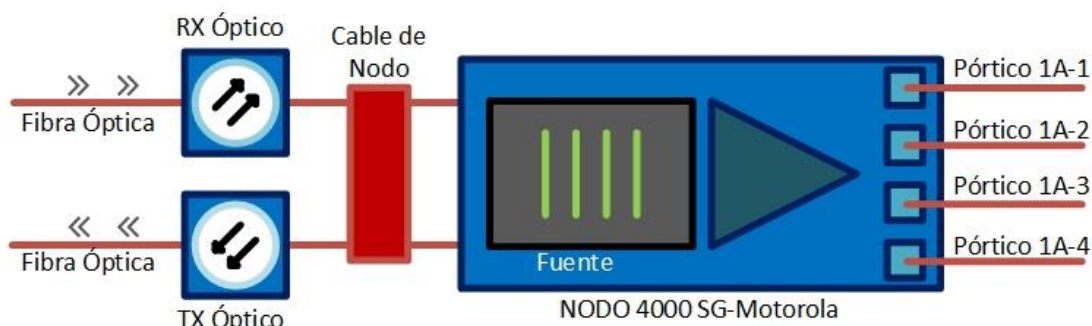 RX Óptico
Cable de
Nodo
Fibra Óptica
Fibra Óptica
TX Óptico
Fuente
NODO 4000 SG-Motorola
Pórtico 1A-1
Pórtico 1A-2
Pórtico 1A-3
Pórtico 1A-4